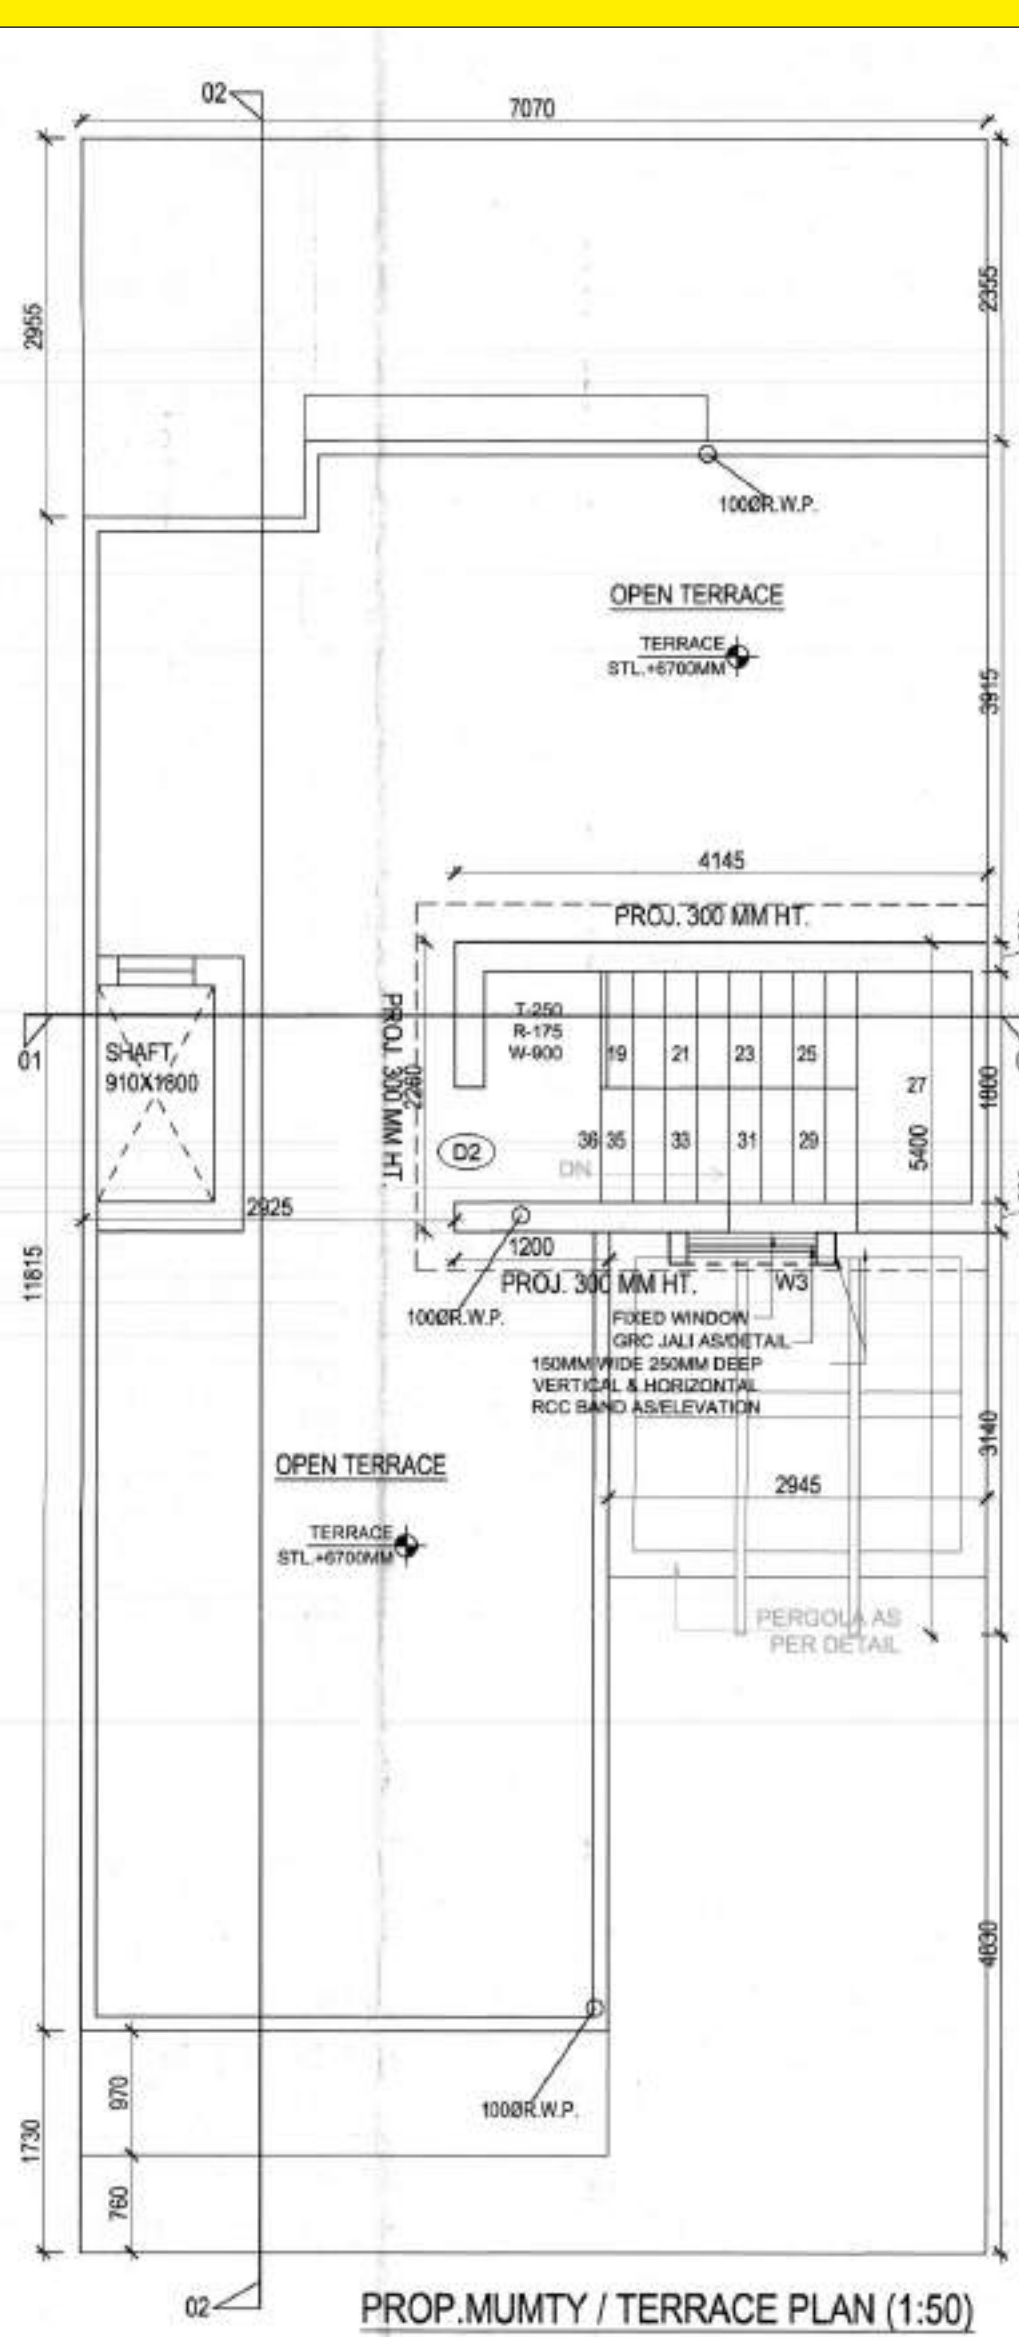 02
7070
2955
2355
100ØR.W.P.
OPEN TERRACE
TERRACE
STL.+6700MM
3915
4145
PROJ. 300 MM HT.
PROJ. 300 MM HT.
2260
T-250
R-175
W-900
01
SHAFT
910X1600
19
21
23
25
27
1800
5400
D2
36
35
33
31
29
DN
2925
1200
PROJ. 300 MM HT.
W3
100ØR.W.P.
11615
FIXED WINDOW
GRC JALI AS/DETAIL
150MM WIDE 250MM DEEP
VERTICAL & HORIZONTAL
RCC BAND AS/ELEVATION
3140
OPEN TERRACE
2945
TERRACE
STL.+6700MM
PERGOLA AS
PER DETAIL
4630
970
100ØR.W.P.
1730
760
02
PROP.MUMTY / TERRACE PLAN (1:50)